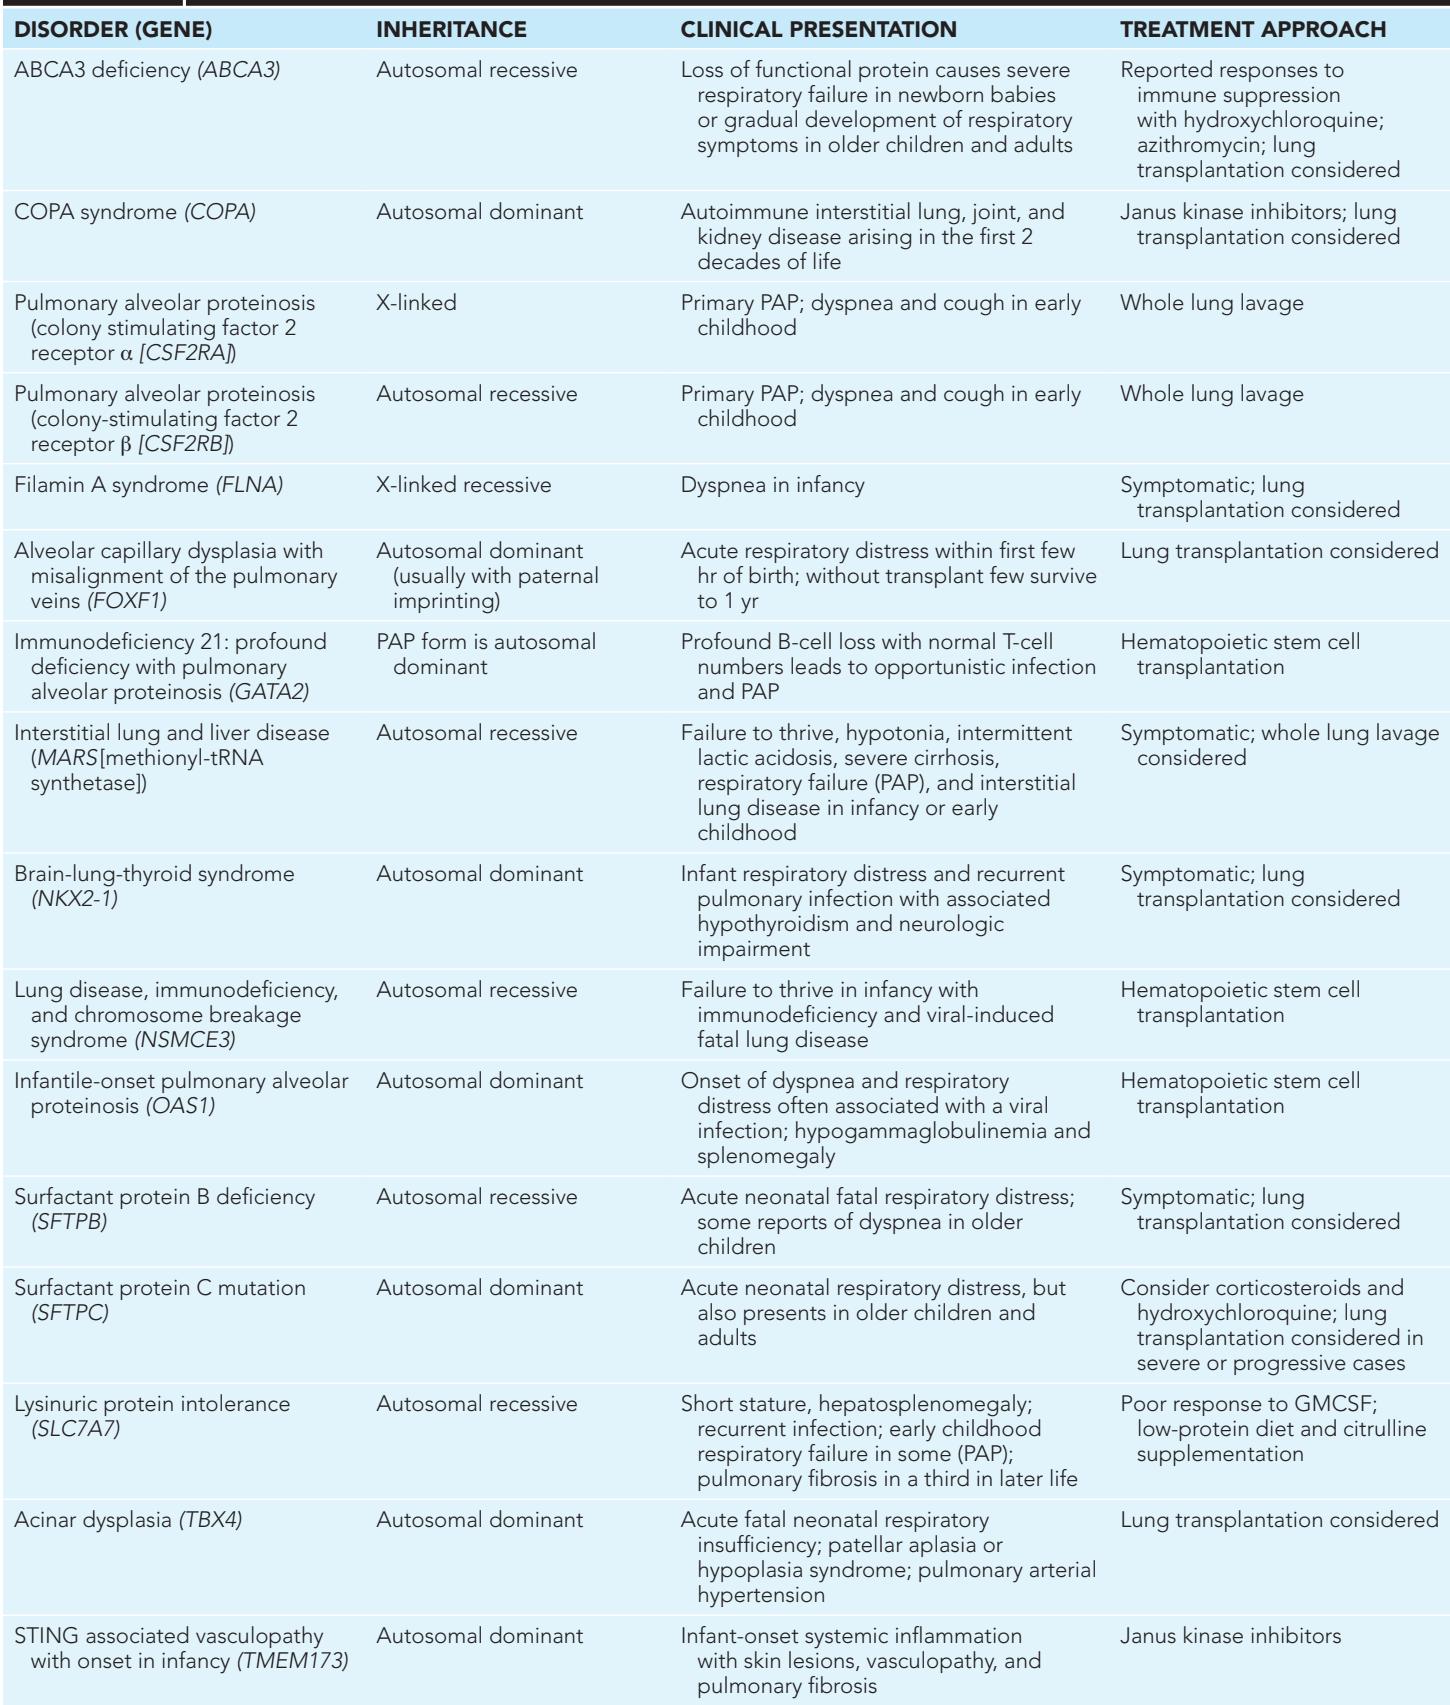 DISORDER (GENE) INHERITANCE CLINICAL PRESENTATION TREATMENT APPROACH
ABCA3 deficiency (ABCA3) Autosomal recessive Loss of functional protein causes severe Reported responses to
respiratory failure in newborn babies immune suppression
or gradual development of respiratory with hydroxychloroquine;
symptoms in older children and adults azithromycin; lung
transplantation considered
COPA syndrome (COPA) Autosomal dominant Autoimmune interstitial lung, joint, and Janus kinase inhibitors; lung
kidney disease arising in the first 2 transplantation considered
decades of life
Pulmonary alveolar proteinosis X-linked Primary PAP; dyspnea and cough in early Whole lung lavage
(colony stimulating factor 2 childhood
receptor α [CSF2RA])
Pulmonary alveolar proteinosis Autosomal recessive Primary PAP; dyspnea and cough in early Whole lung lavage
(colony-stimulating factor 2 childhood
receptor β [CSF2RB])
Filamin A syndrome (FLNA) X-linked recessive Dyspnea in infancy Symptomatic; lung
transplantation considered
Alveolar capillary dysplasia with Autosomal dominant Acute respiratory distress within first few Lung transplantation considered
misalignment of the pulmonary (usually with paternal hr of birth; without transplant few survive
veins (FOXF1) imprinting) to 1 yr
Immunodeficiency 21: profound PAP form is autosomal Profound B-cell loss with normal T-cell Hematopoietic stem cell
deficiency with pulmonary dominant numbers leads to opportunistic infection transplantation
alveolar proteinosis (GATA2) and PAP
Interstitial lung and liver disease Autosomal recessive Failure to thrive, hypotonia, intermittent Symptomatic; whole lung lavage
(MARS[methionyl-tRNA lactic acidosis, severe cirrhosis, considered
synthetase]) respiratory failure (PAP), and interstitial
lung disease in infancy or early
childhood
Brain-lung-thyroid syndrome Autosomal dominant Infant respiratory distress and recurrent Symptomatic; lung
(NKX2-1) pulmonary infection with associated transplantation considered
hypothyroidism and neurologic
impairment
Lung disease, immunodeficiency, Autosomal recessive Failure to thrive in infancy with Hematopoietic stem cell
and chromosome breakage immunodeficiency and viral-induced transplantation
syndrome (NSMCE3) fatal lung disease
Infantile-onset pulmonary alveolar Autosomal dominant Onset of dyspnea and respiratory Hematopoietic stem cell
proteinosis (OAS1) distress often associated with a viral transplantation
infection; hypogammaglobulinemia and
splenomegaly
Surfactant protein B deficiency Autosomal recessive Acute neonatal fatal respiratory distress; Symptomatic; lung
(SFTPB) some reports of dyspnea in older transplantation considered
children
Surfactant protein C mutation Autosomal dominant Acute neonatal respiratory distress, but Consider corticosteroids and
(SFTPC) also presents in older children and hydroxychloroquine; lung
adults transplantation considered in
severe or progressive cases
Lysinuric protein intolerance Autosomal recessive Short stature, hepatosplenomegaly; Poor response to GMCSF;
(SLC7A7) recurrent infection; early childhood low-protein diet and citrulline
respiratory failure in some (PAP); supplementation
pulmonary fibrosis in a third in later life
Acinar dysplasia (TBX4) Autosomal dominant Acute fatal neonatal respiratory Lung transplantation considered
insufficiency; patellar aplasia or
hypoplasia syndrome; pulmonary arterial
hypertension
STING associated vasculopathy Autosomal dominant Infant-onset systemic inflammation Janus kinase inhibitors
with onset in infancy (TMEM173) with skin lesions, vasculopathy, and
pulmonary fibrosis